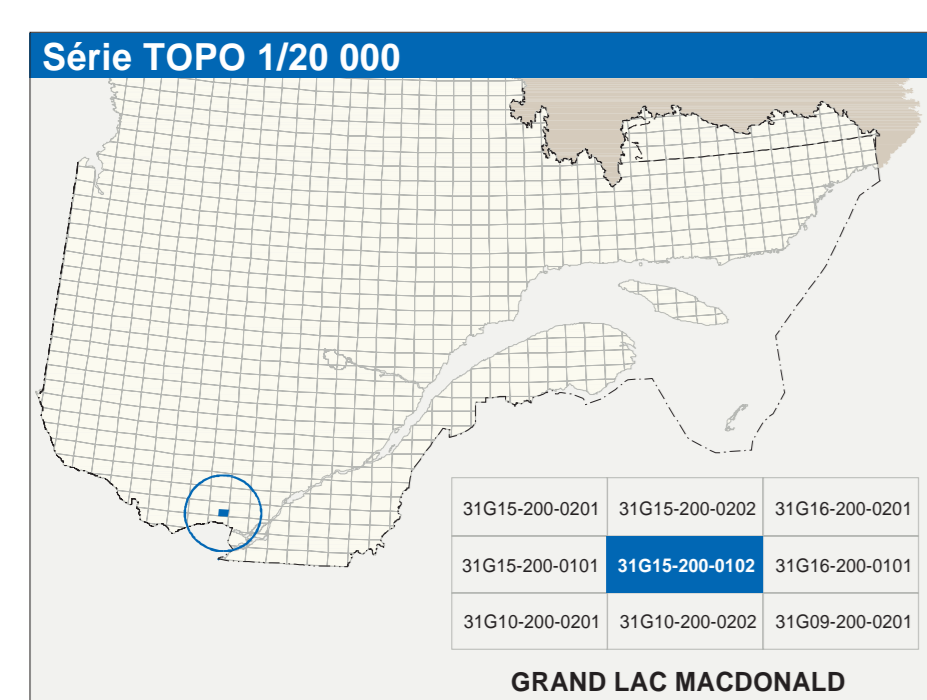 Série TOPO 1/20 000
31G15-200-0201 31G15-200-0202 31G16-200-0201
31G15-200-0101 31G15-200-0102 31G16-200-0101
31G10-200-0201 31G10-200-0202 31G09-200-0201
GRAND LAC MACDONALD